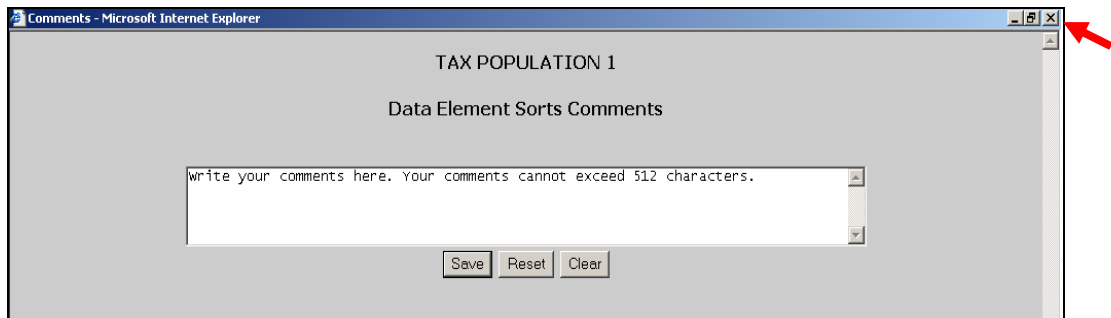 Comments - Microsoft Internet Explorer
TAX POPULATION 1
Data Element Sorts Comments
Write your comments here. Your comments cannot exceed 512 characters.
Save Reset Clear